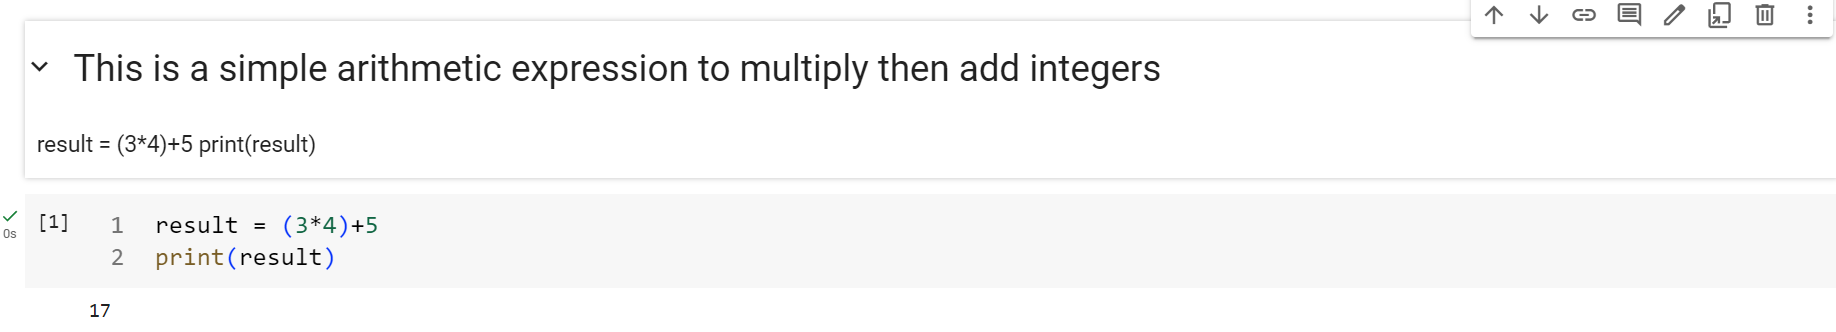 This is a simple arithmetic expression to multiply then add integers
result = (3*4)+5 print(result)
[1] 1 result = (3*4)+5
0s 2 print(result)
17